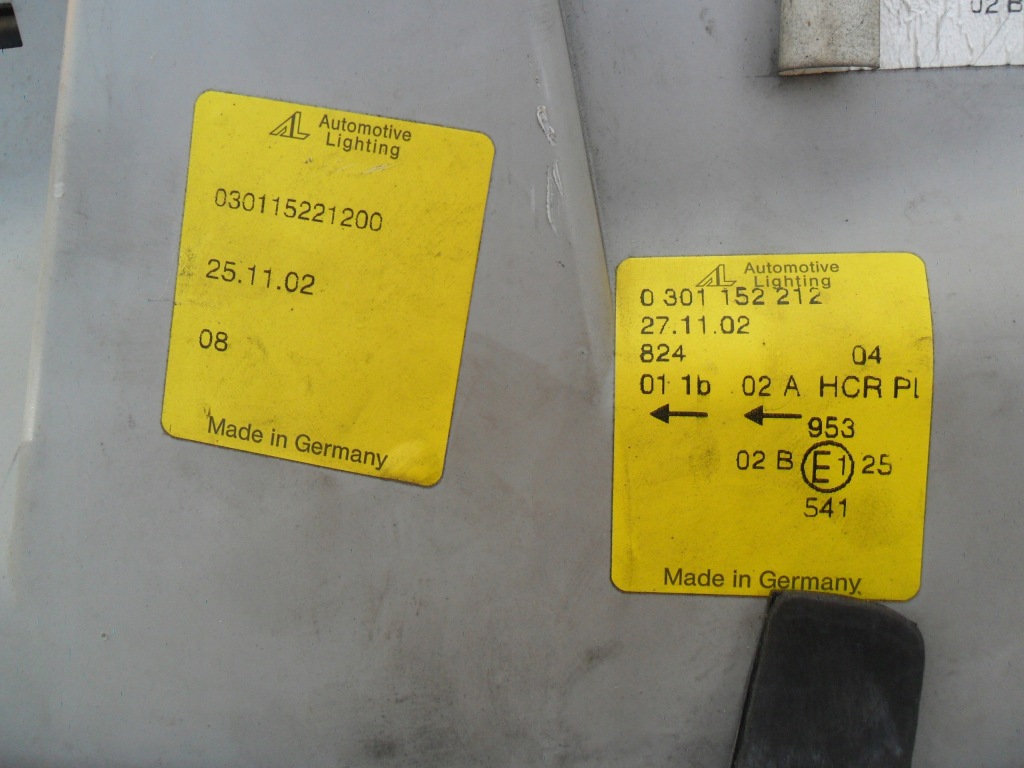 Automotive
Lighting
030115221200
25.11.02
08
Made in Germany
Automotive
Lighting
0 301 152 212
27.11.02
824 04
01 1b 02 A HCR PL
953
02 B E1 25
541
Made in Germany
02 B